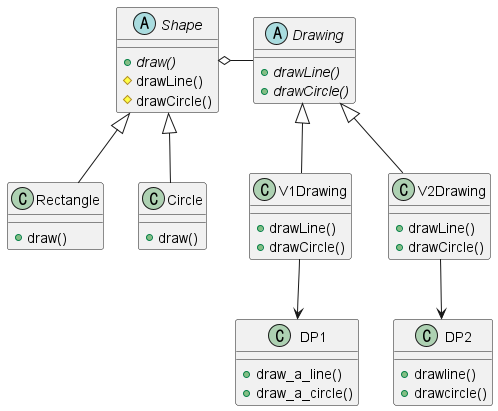 A Shape
draw()
drawLine()
drawCircle()
A Drawing
drawLine()
drawCircle()
C Rectangle
draw()
C Circle
draw()
C V1Drawing
drawLine()
drawCircle()
C V2Drawing
drawLine()
drawCircle()
C DP1
draw_a_line()
draw_a_circle()
C DP2
drawline()
drawcircle()